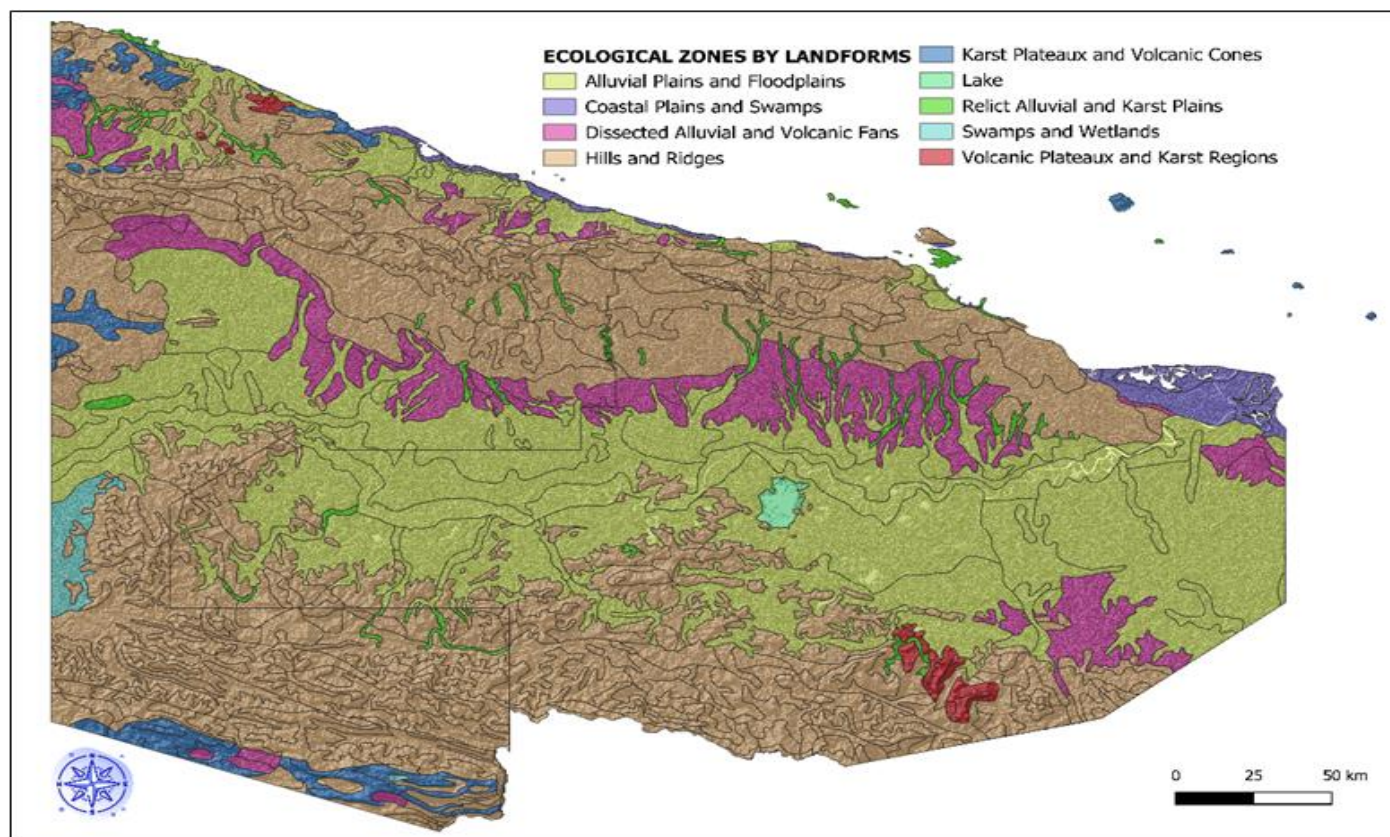 ECOLOGICAL ZONES BY LANDFORMS
Alluvial Plains and Floodplains
Coastal Plains and Swamps
Dissected Alluvial and Volcanic Fans
Hills and Ridges
Karst Plateaux and Volcanic Cones
Lake
Relict Alluvial and Karst Plains
Swamps and Wetlands
Volcanic Plateaux and Karst Regions
0 25 50 km